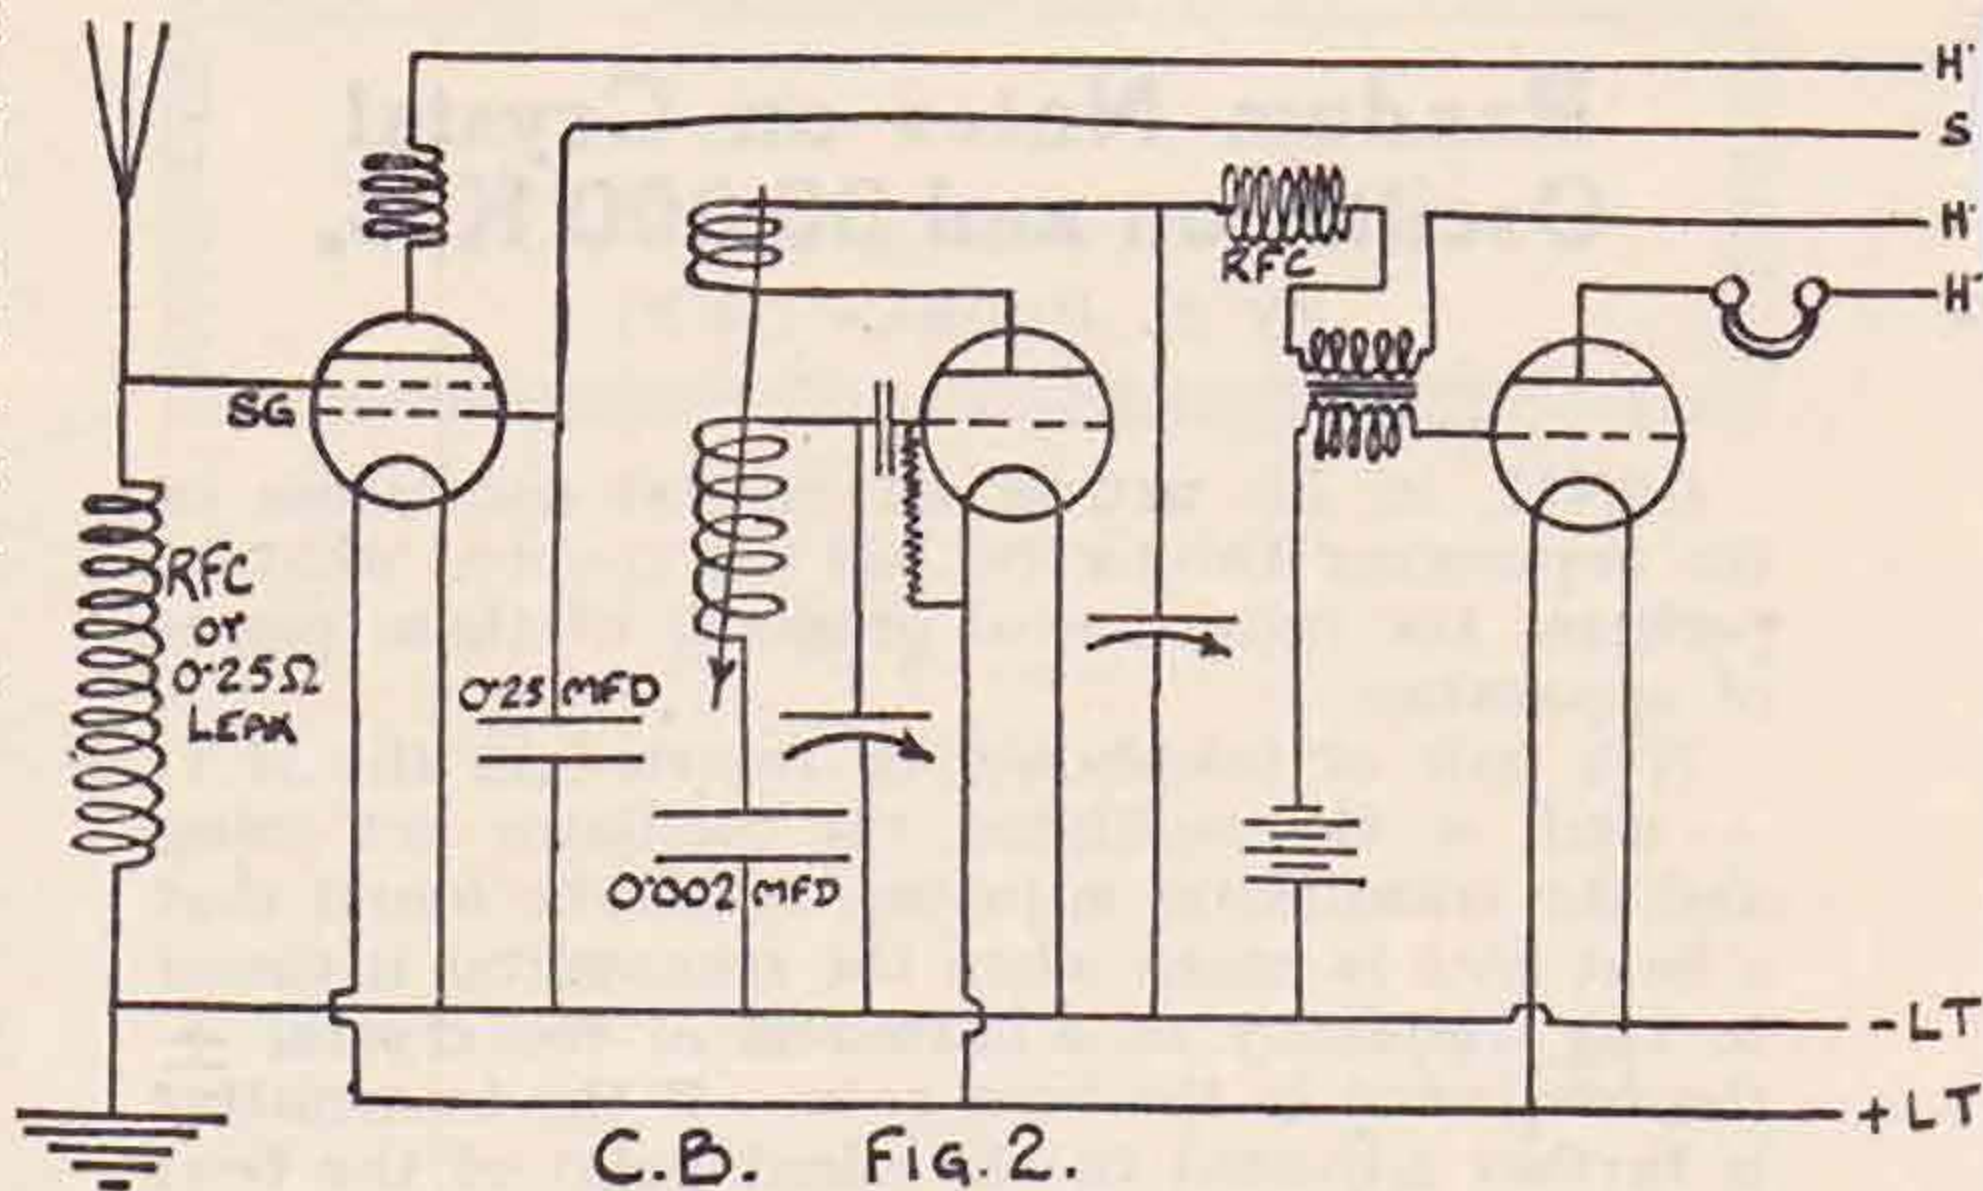 H
S
H
RFC
H
SG
RFC
or
0.25Ω
LEAK
0.25 MFD
0.002 MFD
-LT
+LT
C.B. FIG. 2.